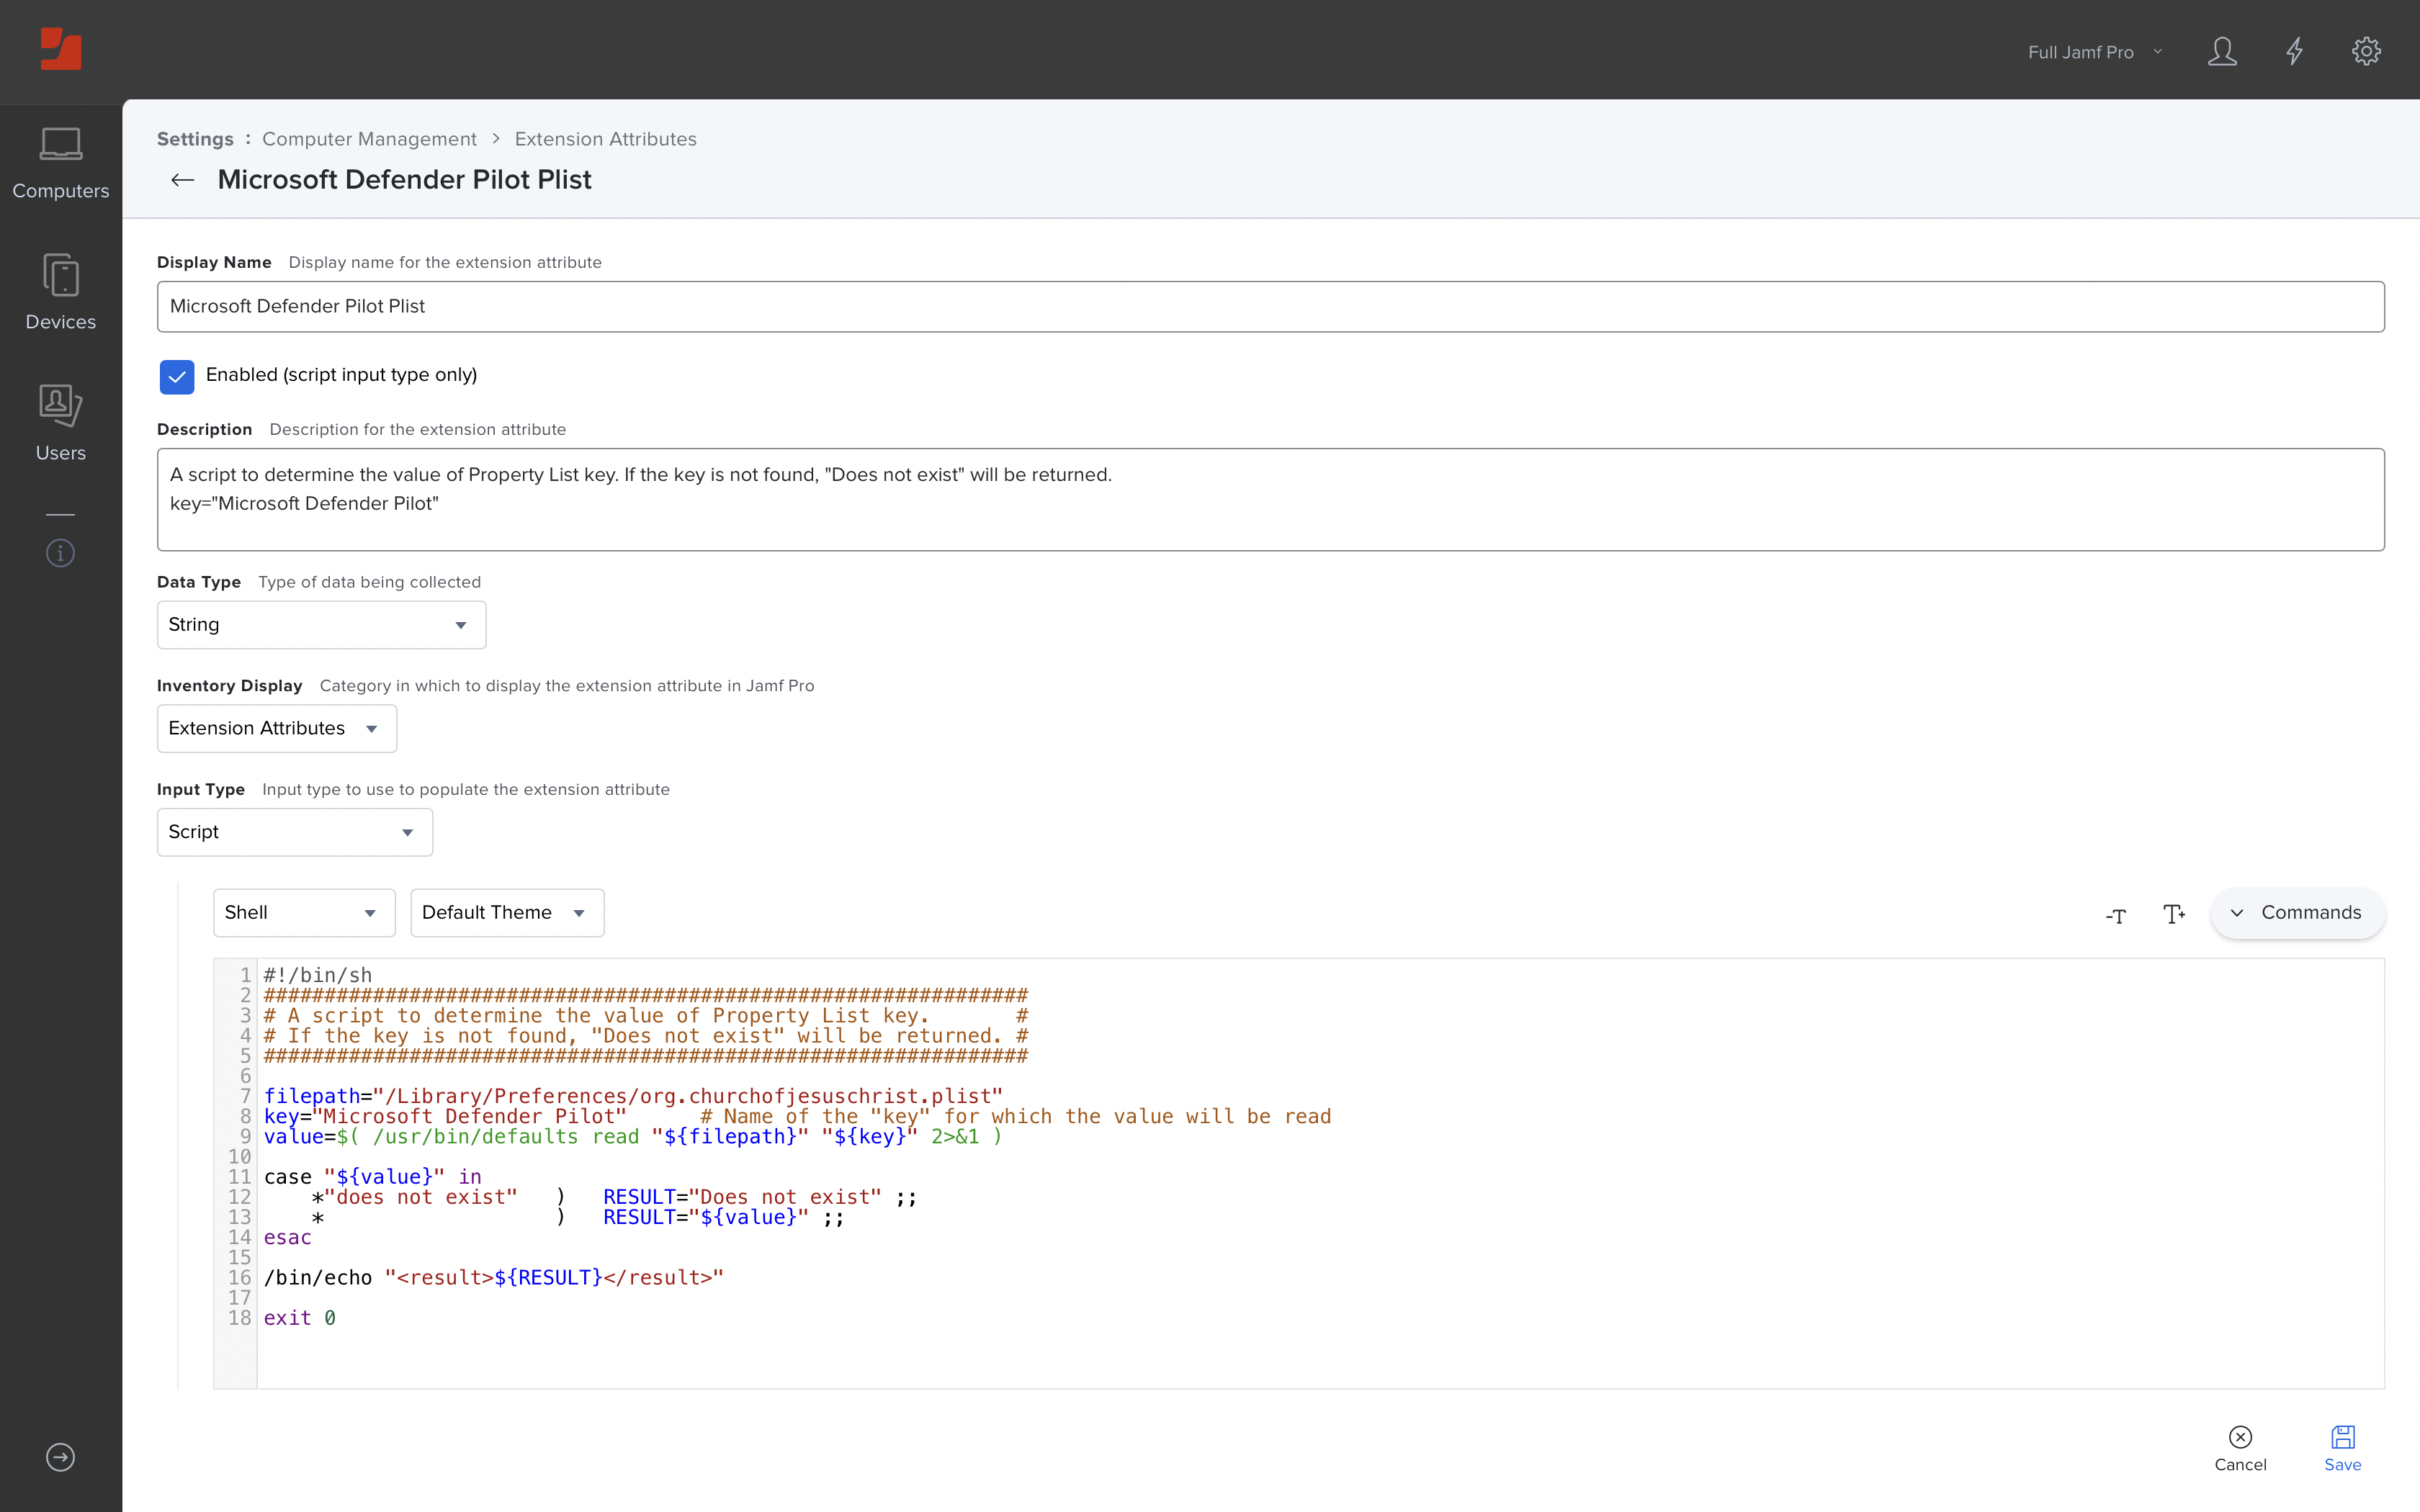 Full Jamf Pro
Computers
Devices
Users
Settings : Computer Management > Extension Attributes
Microsoft Defender Pilot Plist
Display Name Display name for the extension attribute
Microsoft Defender Pilot Plist
Enabled (script input type only)
Description Description for the extension attribute
A script to determine the value of Property List key. If the key is not found, "Does not exist" will be returned.
key="Microsoft Defender Pilot"
Data Type Type of data being collected
String
Inventory Display Category in which to display the extension attribute in Jamf Pro
Extension Attributes
Input Type Input type to use to populate the extension attribute
Script
Shell Default Theme -T T+ Commands
1 #!/bin/sh
2 ###############################################################
3 # A script to determine the value of Property List key.       #
4 # If the key is not found, "Does not exist" will be returned. #
5 ###############################################################
6
7 filepath="/Library/Preferences/org.churchofjesuschrist.plist"
8 key="Microsoft Defender Pilot"      # Name of the "key" for which the value will be read
9 value=$( /usr/bin/defaults read "${filepath}" "${key}" 2>&1 )
10
11 case "${value}" in
12     *"does not exist"   )   RESULT="Does not exist" ;;
13     *                   )   RESULT="${value}" ;;
14 esac
15
16 /bin/echo "<result>${RESULT}</result>"
17
18 exit 0
Cancel Save